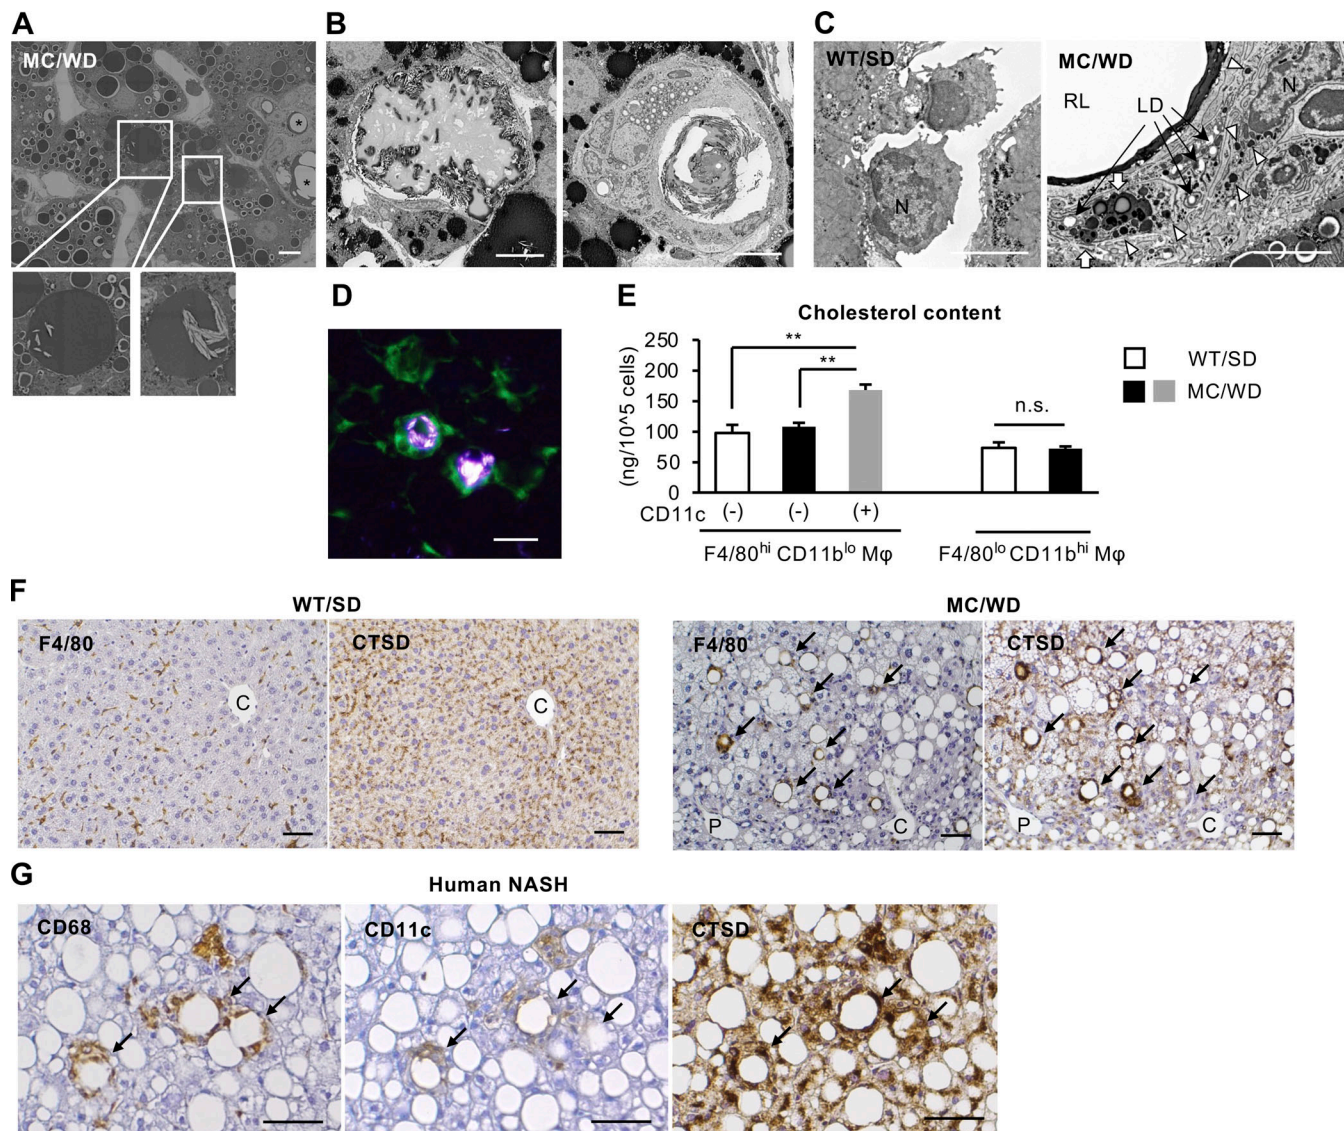 A
MC/WD
*
*
B
C
WT/SD
N
MC/WD
RL
LD
N
D
E
Cholesterol content
(ng/10^5 cells)
250
200
150
100
50
0
**
**
n.s.
WT/SD
MC/WD
CD11c (-) (-) (+)
F4/80hi CD11blo Mφ
F4/80lo CD11bhi Mφ
F
WT/SD
F4/80
C
CTSD
C
MC/WD
F4/80
P
C
CTSD
P
C
G
Human NASH
CD68
CD11c
CTSD